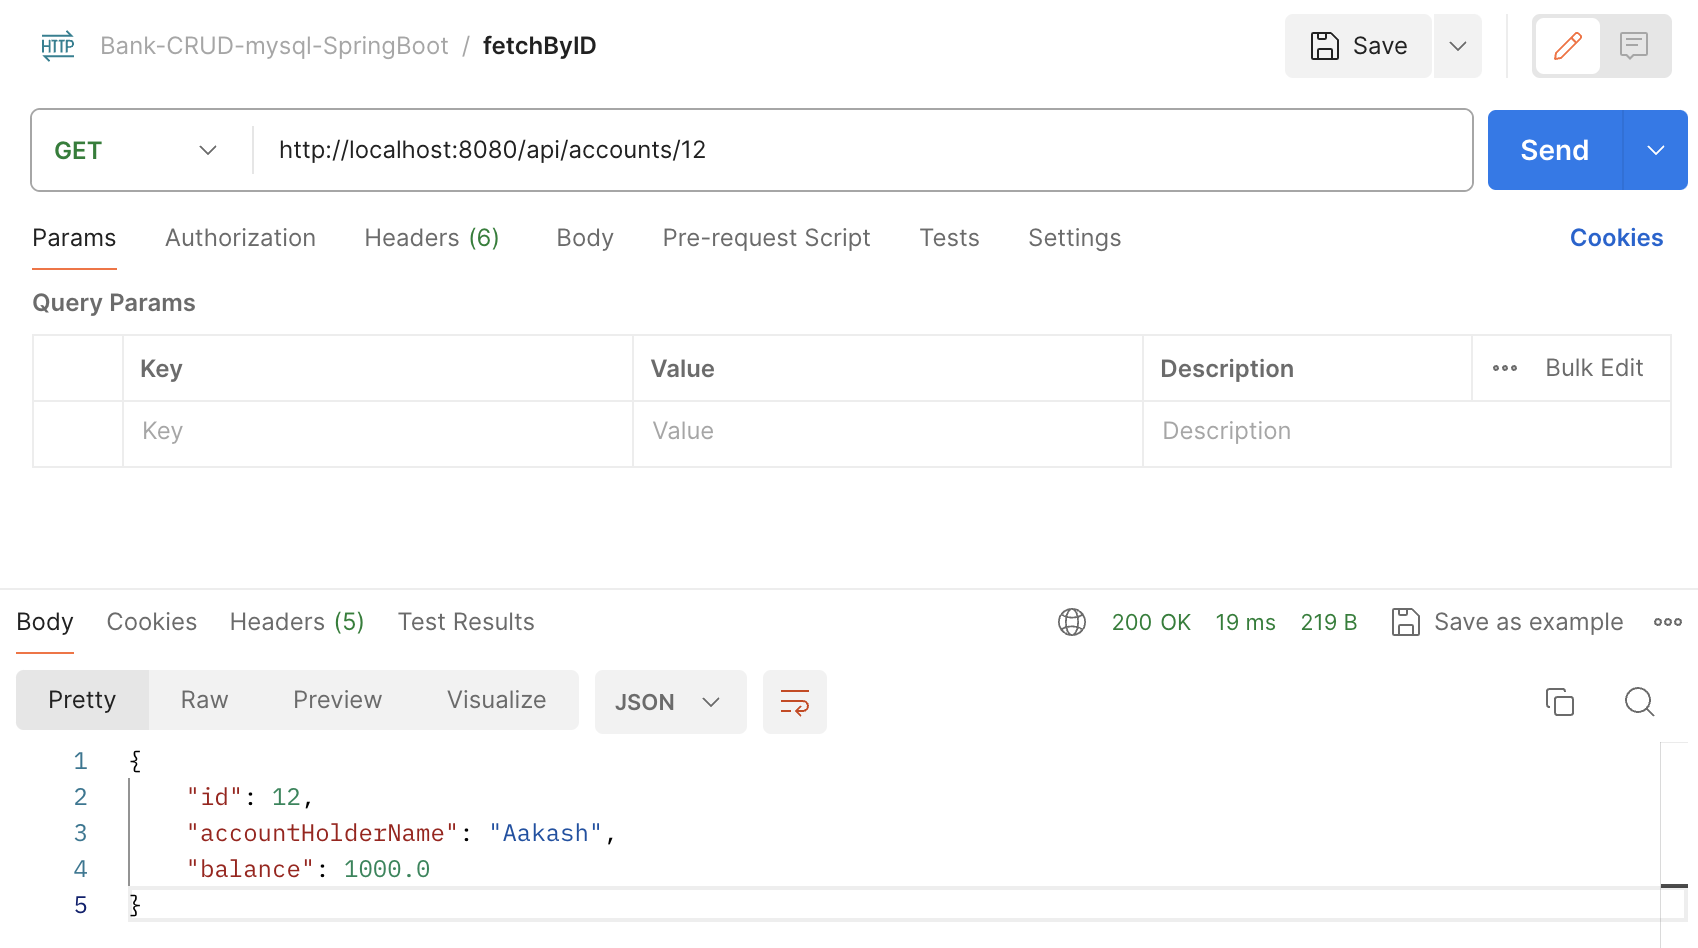 HTTP Bank-CRUD-mysql-SpringBoot / fetchByID Save
GET http://localhost:8080/api/accounts/12 Send
Params Authorization Headers (6) Body Pre-request Script Tests Settings Cookies
Query Params
Key Value Description ••• Bulk Edit
Key Value Description
Body Cookies Headers (5) Test Results 200 OK 19 ms 219 B Save as example
Pretty Raw Preview Visualize JSON
1 {
2 "id": 12,
3 "accountHolderName": "Aakash",
4 "balance": 1000.0
5 }